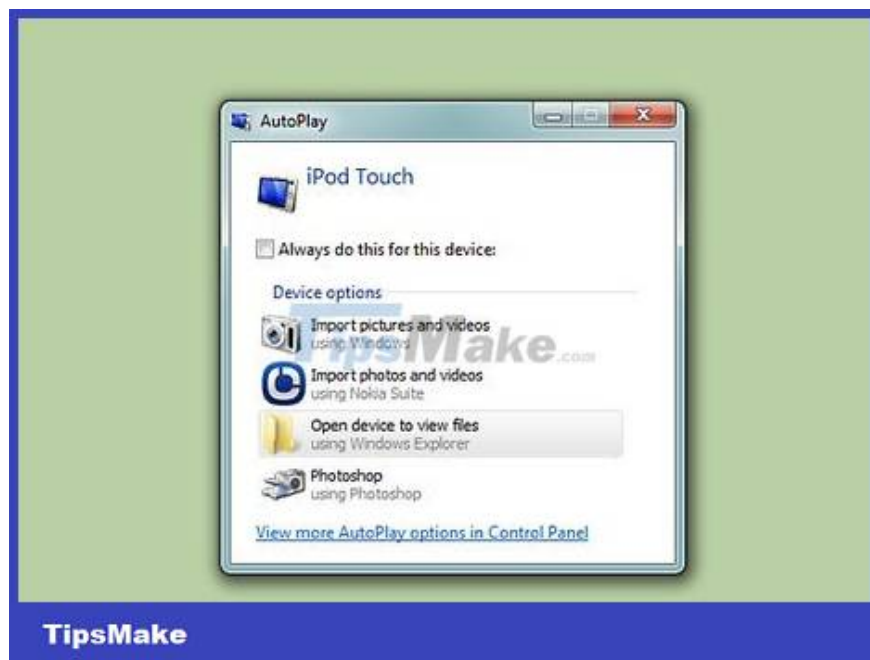 AutoPlay
iPod Touch
Always do this for this device:
Device options
Import pictures and videos
using Windows
TipsMake.com
Import photos and videos
using Nokia Suite
Open device to view files
using Windows Explorer
Photoshop
using Photoshop
View more AutoPlay options in Control Panel
TipsMake